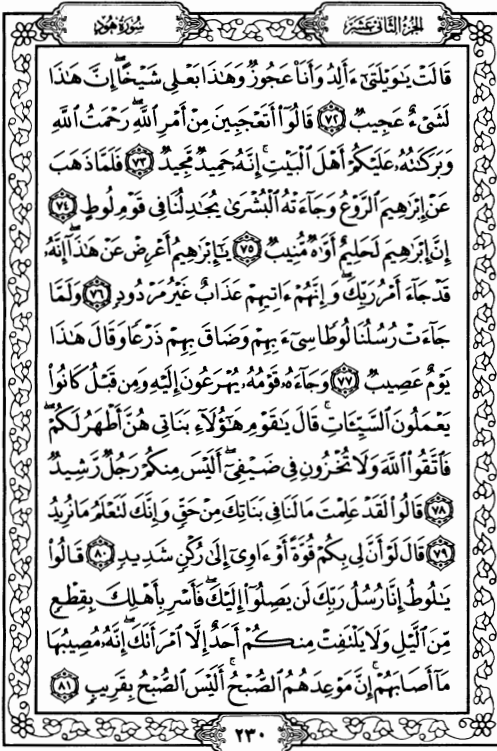 الجزء الثاني عشر
سورة هود
قَالَتْ يَٰوَيْلَتَىٰٓ ءَأَلِدُ وَأَنَا۠ عَجُوزٌ وَهَٰذَا بَعْلِى شَيْخًا ۖ إِنَّ هَٰذَا
لَشَىْءٌ عَجِيبٌ ٧٢ قَالُوٓا۟ أَتَعْجَبِينَ مِنْ أَمْرِ ٱللَّهِ ۖ رَحْمَتُ ٱللَّهِ
وَبَرَكَٰتُهُۥ عَلَيْكُمْ أَهْلَ ٱلْبَيْتِ ۚ إِنَّهُۥ حَمِيدٌ مَّجِيدٌ ٧٣ فَلَمَّا ذَهَبَ
عَنْ إِبْرَٰهِيمَ ٱلرَّوْعُ وَجَآءَتْهُ ٱلْبُشْرَىٰ يُجَٰدِلُنَا فِى قَوْمِ لُوطٍ ٧٤
إِنَّ إِبْرَٰهِيمَ لَحَلِيمٌ أَوَّٰهٌ مُّنِيبٌ ٧٥ يَٰٓإِبْرَٰهِيمُ أَعْرِضْ عَنْ هَٰذَآ ۖ إِنَّهُۥ
قَدْ جَآءَ أَمْرُ رَبِّكَ ۖ وَإِنَّهُمْ ءَاتِيهِمْ عَذَابٌ غَيْرُ مَرْدُودٍ ٧٦ وَلَمَّا
جَآءَتْ رُسُلُنَا لُوطًا سِىٓءَ بِهِمْ وَضَاقَ بِهِمْ ذَرْعًا وَقَالَ هَٰذَا
يَوْمٌ عَصِيبٌ ٧٧ وَجَآءَهُۥ قَوْمُهُۥ يُهْرَعُونَ إِلَيْهِ وَمِن قَبْلُ كَانُوا۟
يَعْمَلُونَ ٱلسَّيِّـَٔاتِ ۚ قَالَ يَٰقَوْمِ هَٰٓؤُلَآءِ بَنَاتِى هُنَّ أَطْهَرُ لَكُمْ ۖ
فَٱتَّقُوا۟ ٱللَّهَ وَلَا تُخْزُونِ فِى ضَيْفِىٓ ۖ أَلَيْسَ مِنكُمْ رَجُلٌ رَّشِيدٌ
٧٨ قَالُوا۟ لَقَدْ عَلِمْتَ مَا لَنَا فِى بَنَاتِكَ مِنْ حَقٍّ وَإِنَّكَ لَتَعْلَمُ مَا نُرِيدُ
٧٩ قَالَ لَوْ أَنَّ لِى بِكُمْ قُوَّةً أَوْ ءَاوِىٓ إِلَىٰ رُكْنٍ شَدِيدٍ ٨٠ قَالُوا۟
يَٰلُوطُ إِنَّا رُسُلُ رَبِّكَ لَن يَصِلُوٓا۟ إِلَيْكَ ۖ فَأَسْرِ بِأَهْلِكَ بِقِطْعٍ
مِّنَ ٱلَّيْلِ وَلَا يَلْتَفِتْ مِنكُمْ أَحَدٌ إِلَّا ٱمْرَأَتَكَ ۖ إِنَّهُۥ مُصِيبُهَا
مَآ أَصَابَهُمْ ۚ إِنَّ مَوْعِدَهُمُ ٱلصُّبْحُ ۚ أَلَيْسَ ٱلصُّبْحُ بِقَرِيبٍ ٨١
٢٣٠